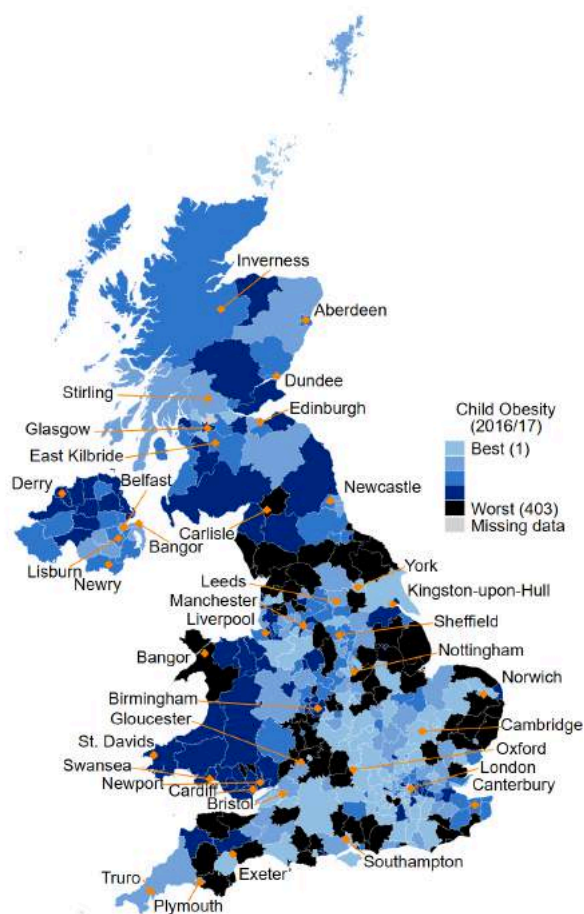 Inverness
Aberdeen
Stirling
Dundee
Edinburgh
Glasgow
East Kilbride
Child Obesity
(2016/17)
Best (1)
Worst (403)
Missing data
Derry
Belfast
Newcastle
Lisburn
Bangor
Newry
Carlisle
York
Leeds
Kingston-upon-Hull
Manchester
Liverpool
Sheffield
Bangor
Nottingham
Norwich
Birmingham
Gloucester
Cambridge
St. Davids
Oxford
Swansea
London
Newport
Cardiff
Canterbury
Bristol
Southampton
Truro
Exeter
Plymouth